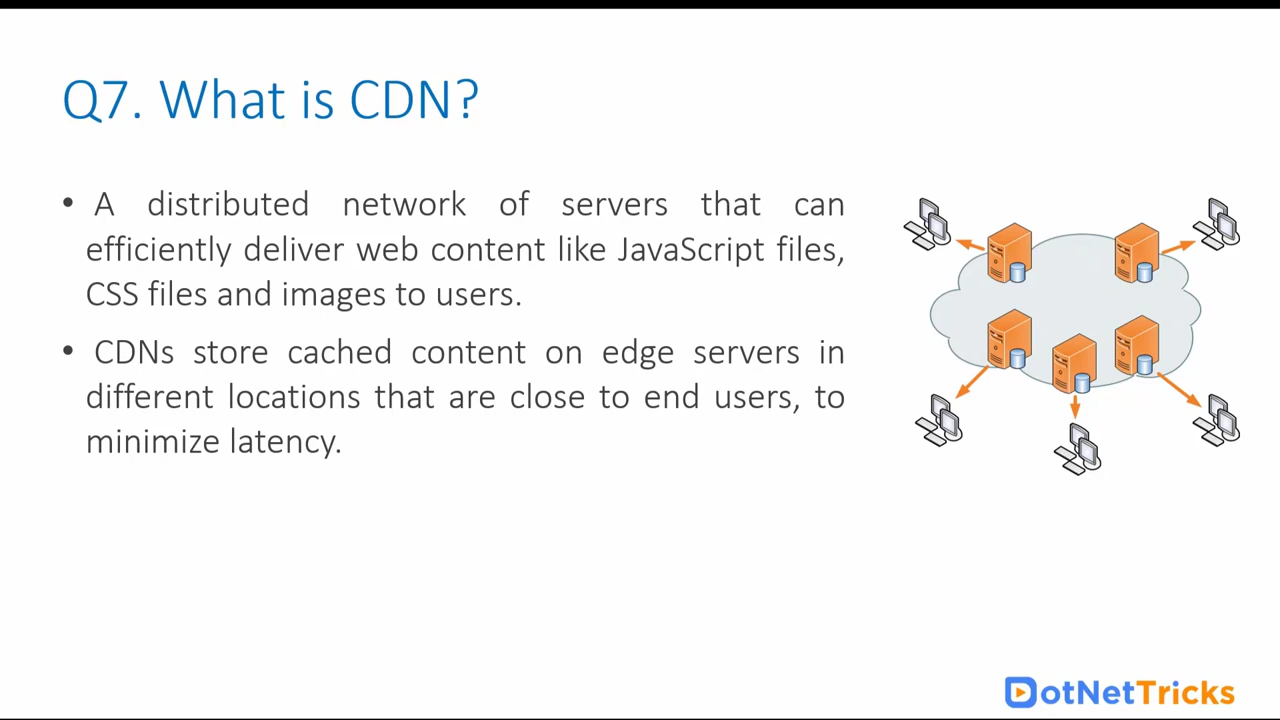 Q7. What is CDN?
• A distributed network of servers that can
efficiently deliver web content like JavaScript files,
CSS files and images to users.
• CDNs store cached content on edge servers in
different locations that are close to end users, to
minimize latency.
DotNetTricks